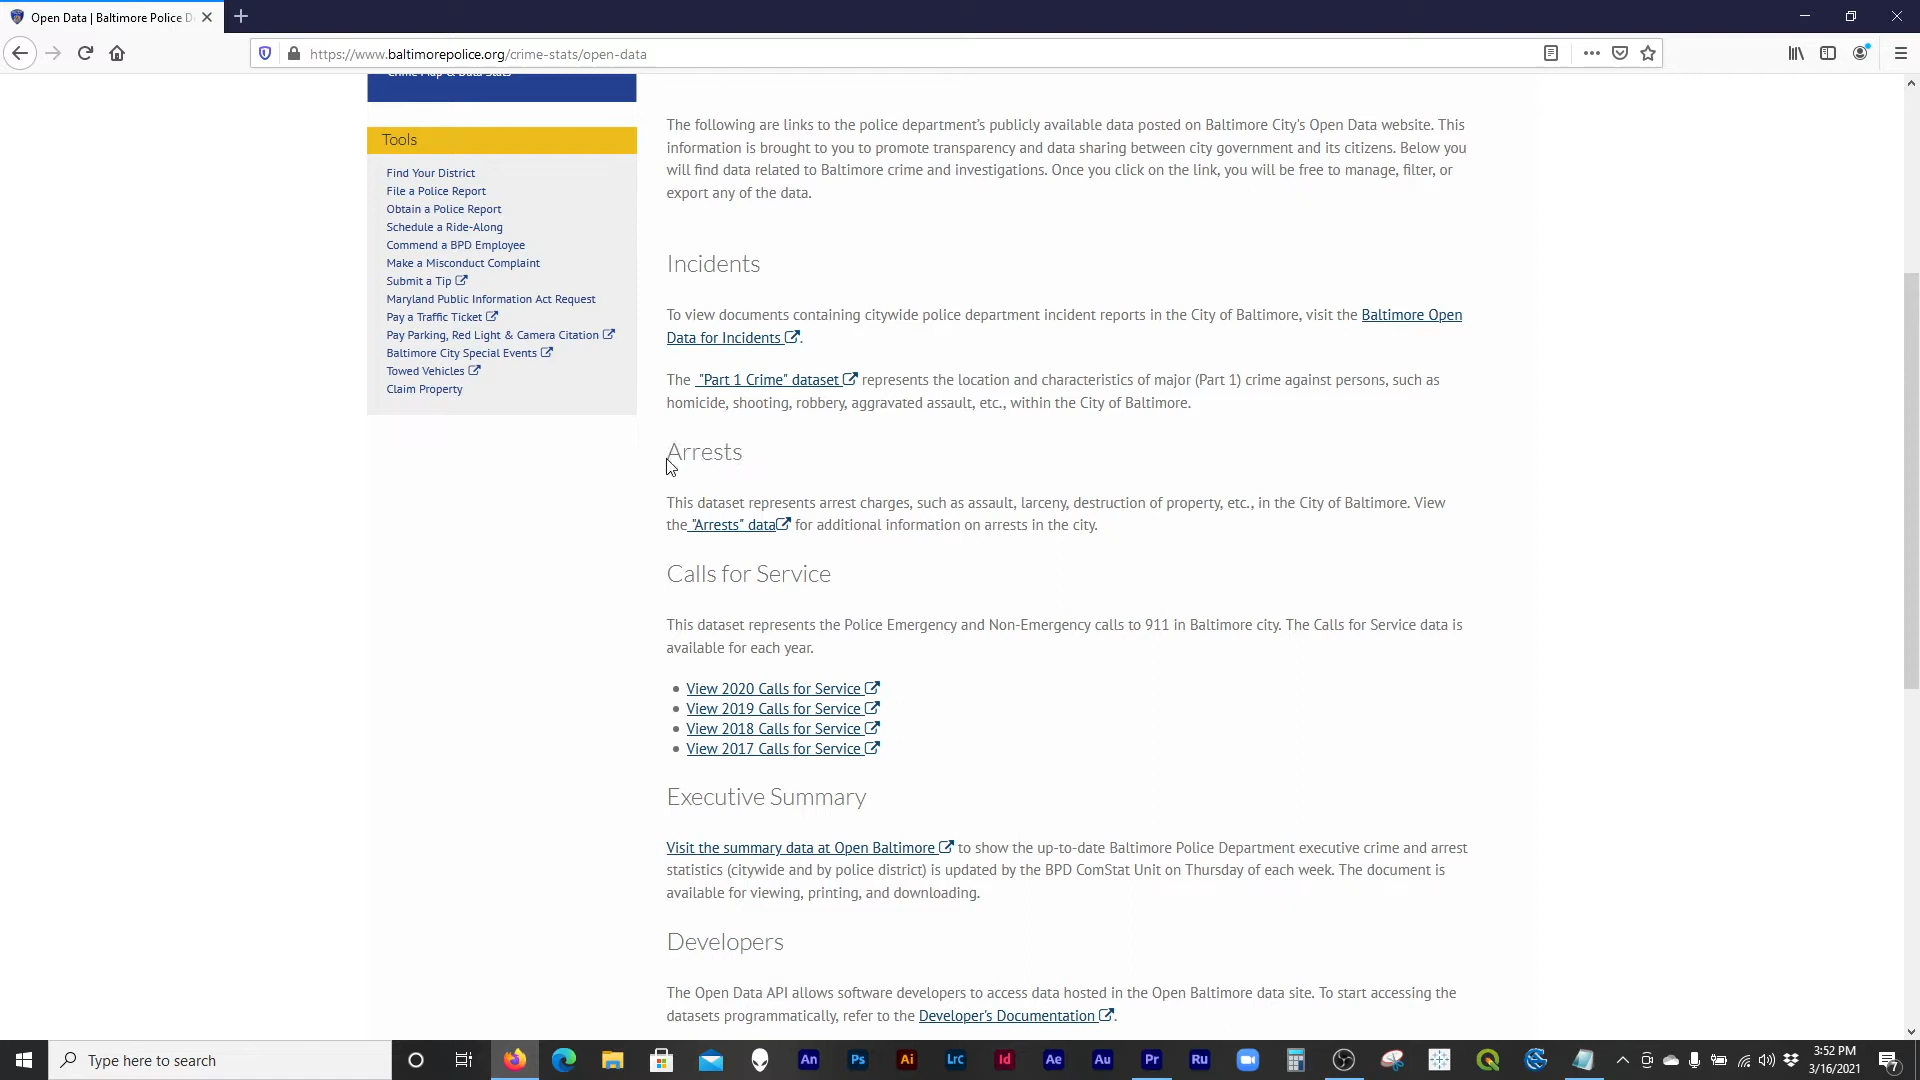 Open Data | Baltimore Police D
https://www.baltimorepolice.org/crime-stats/open-data
Crime Map & Data Stats
Tools
Find Your District
File a Police Report
Obtain a Police Report
Schedule a Ride-Along
Commend a BPD Employee
Make a Misconduct Complaint
Submit a Tip
Maryland Public Information Act Request
Pay a Traffic Ticket
Pay Parking, Red Light & Camera Citation
Baltimore City Special Events
Towed Vehicles
Claim Property
The following are links to the police department's publicly available data posted on Baltimore City's Open Data website. This
information is brought to you to promote transparency and data sharing between city government and its citizens. Below you
will find data related to Baltimore crime and investigations. Once you click on the link, you will be free to manage, filter, or
export any of the data.
Incidents
To view documents containing citywide police department incident reports in the City of Baltimore, visit the Baltimore Open
Data for Incidents .
The "Part 1 Crime" dataset represents the location and characteristics of major (Part 1) crime against persons, such as
homicide, shooting, robbery, aggravated assault, etc., within the City of Baltimore.
Arrests
This dataset represents arrest charges, such as assault, larceny, destruction of property, etc., in the City of Baltimore. View
the "Arrests" data for additional information on arrests in the city.
Calls for Service
This dataset represents the Police Emergency and Non-Emergency calls to 911 in Baltimore city. The Calls for Service data is
available for each year.
View 2020 Calls for Service
View 2019 Calls for Service
View 2018 Calls for Service
View 2017 Calls for Service
Executive Summary
Visit the summary data at Open Baltimore to show the up-to-date Baltimore Police Department executive crime and arrest
statistics (citywide and by police district) is updated by the BPD ComStat Unit on Thursday of each week. The document is
available for viewing, printing, and downloading.
Developers
The Open Data API allows software developers to access data hosted in the Open Baltimore data site. To start accessing the
datasets programmatically, refer to the Developer's Documentation .
Type here to search
An Ps Ai Lrc Id Ae Au Pr Ru
3:52 PM
3/16/2021
7